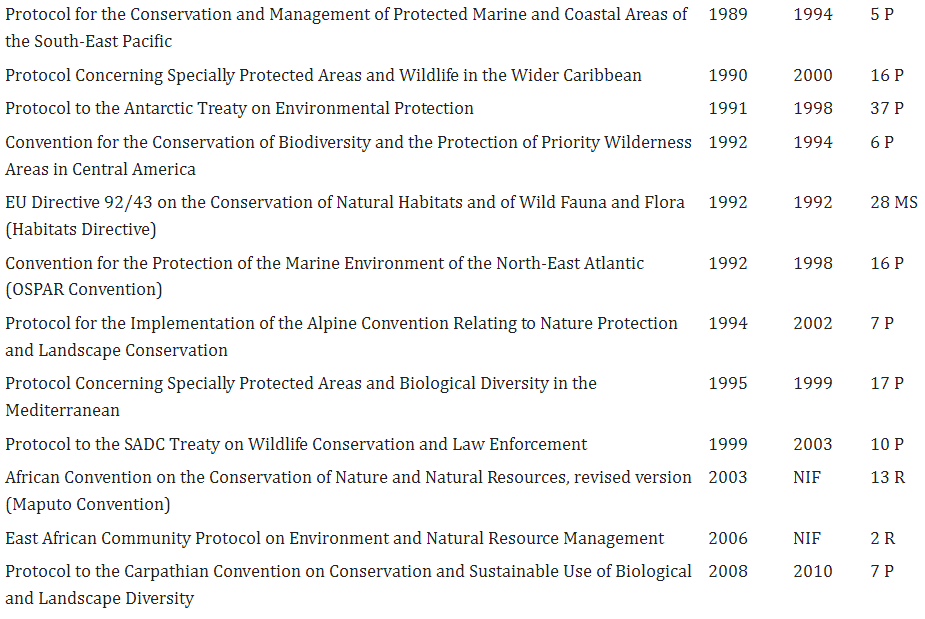 Protocol for the Conservation and Management of Protected Marine and Coastal Areas of 1989 1994 5 P
the South-East Pacific
Protocol Concerning Specially Protected Areas and Wildlife in the Wider Caribbean 1990 2000 16 P
Protocol to the Antarctic Treaty on Environmental Protection 1991 1998 37 P
Convention for the Conservation of Biodiversity and the Protection of Priority Wilderness 1992 1994 6 P
Areas in Central America
EU Directive 92/43 on the Conservation of Natural Habitats and of Wild Fauna and Flora 1992 1992 28 MS
(Habitats Directive)
Convention for the Protection of the Marine Environment of the North-East Atlantic 1992 1998 16 P
(OSPAR Convention)
Protocol for the Implementation of the Alpine Convention Relating to Nature Protection 1994 2002 7 P
and Landscape Conservation
Protocol Concerning Specially Protected Areas and Biological Diversity in the 1995 1999 17 P
Mediterranean
Protocol to the SADC Treaty on Wildlife Conservation and Law Enforcement 1999 2003 10 P
African Convention on the Conservation of Nature and Natural Resources, revised version 2003 NIF 13 R
(Maputo Convention)
East African Community Protocol on Environment and Natural Resource Management 2006 NIF 2 R
Protocol to the Carpathian Convention on Conservation and Sustainable Use of Biological 2008 2010 7 P
and Landscape Diversity